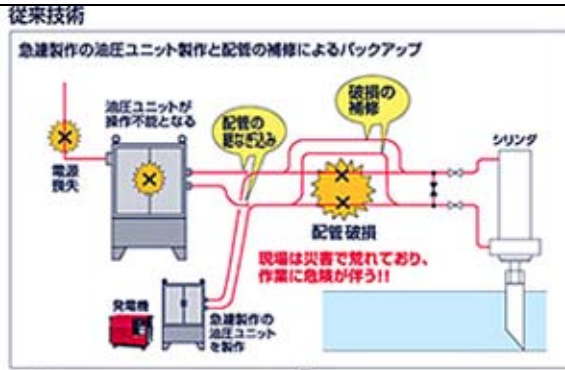 従来技術
急遽製作の油圧ユニット製作と配管の補修によるバックアップ
油圧ユニットが
操作不能となる
電源
喪失
配管の
繋なぎ込み
破損の
補修
シリンダ
配管破損
現場は災害で荒れており、
作業に危険が伴う!!
発電機
急遽製作の
油圧ユニット
を製作